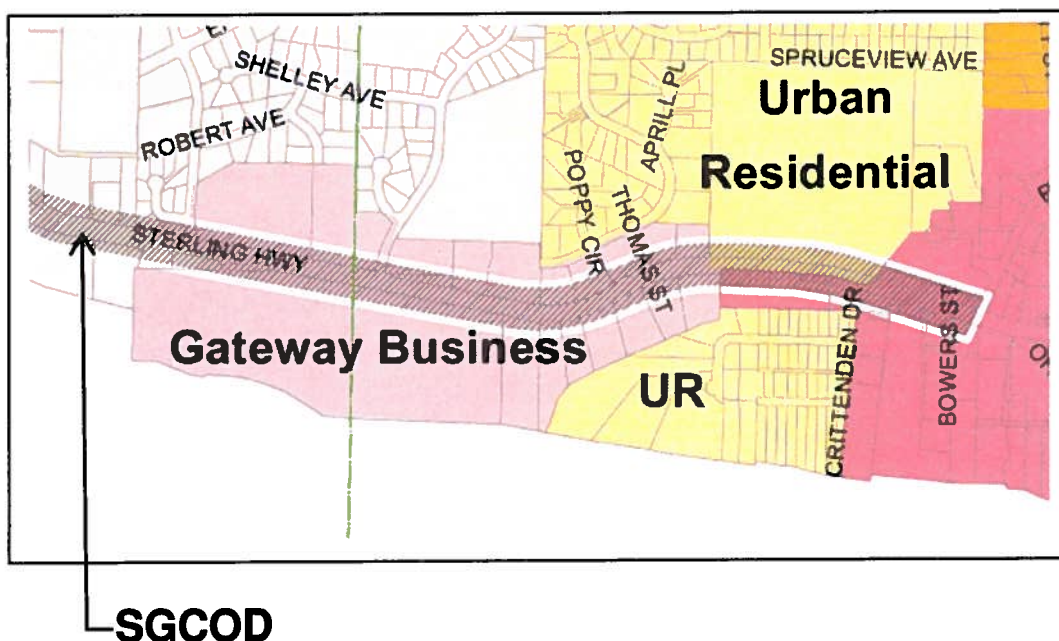 SHELLEY AVE
SPRUCEVIEW AVE
Urban
Residential
ROBERT AVE
APRILL PL
POPPY CIR
THOMAS ST
STERLING HWY
Gateway Business
UR
CRITTENDEN DR
BOWERS ST
SGCOD